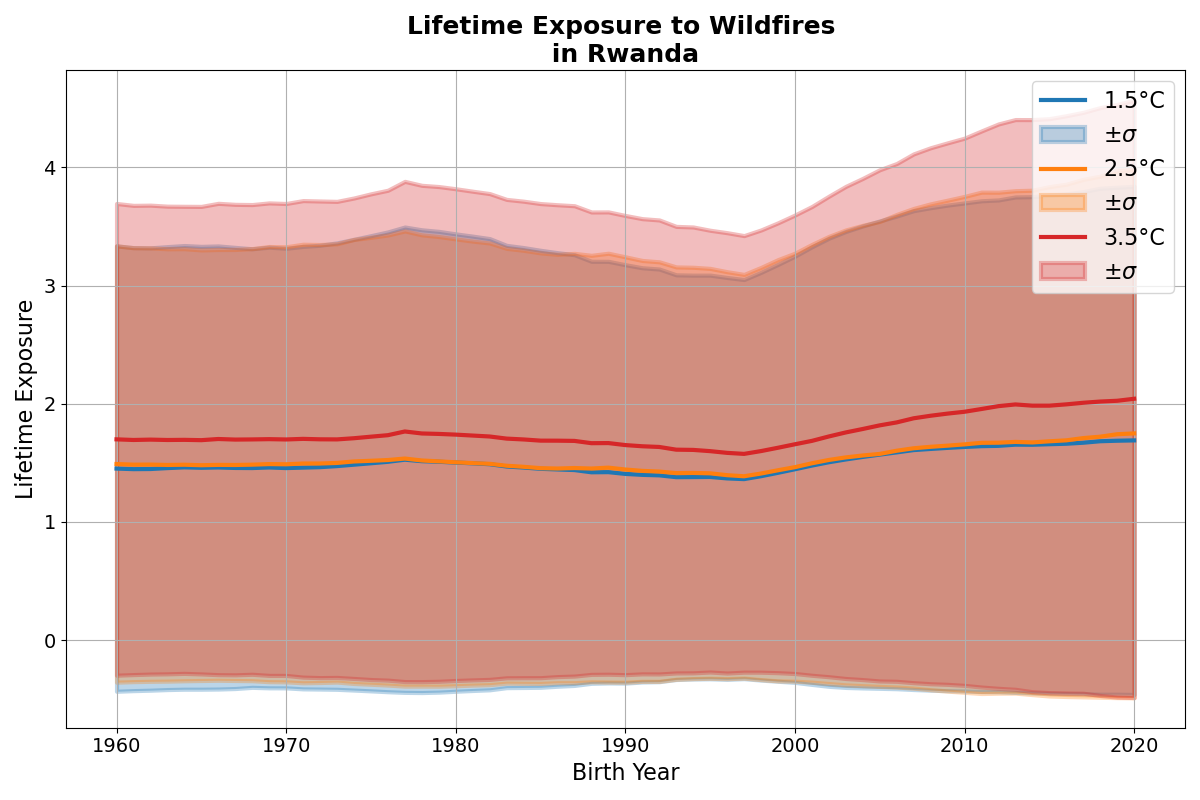 Lifetime Exposure to Wildfires
in Rwanda
Lifetime Exposure
4
3
2
1
0
1960
1970
1980
1990
2000
2010
2020
Birth Year
1.5°C
±σ
2.5°C
±σ
3.5°C
±σ